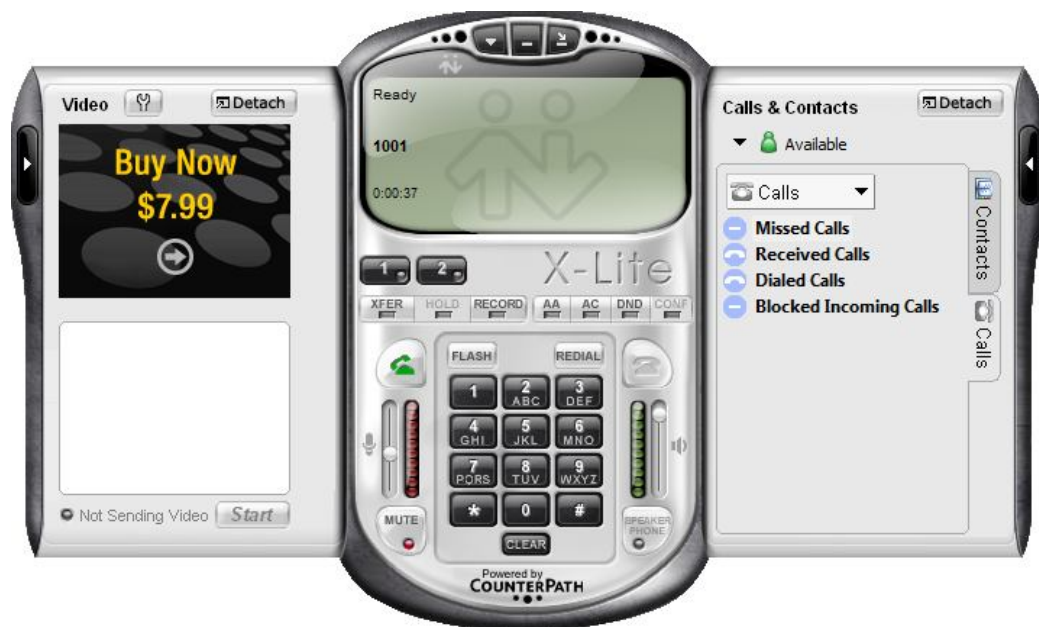 Video
Detach
Buy Now
$7.99
Not Sending Video Start
Ready
1001
0:00:37
1 2
X-Lite
XFER HOLD RECORD AA AC DND CONF
FLASH REDIAL
1 2 3
ABC DEF
4 5 6
GHI JKL MNO
7 8 9
PQRS TUV WXYZ
* 0 #
MUTE
SPEAKER
PHONE
CLEAR
Powered by
COUNTERPATH
Calls & Contacts
Detach
Available
Calls
Missed Calls
Received Calls
Dialed Calls
Blocked Incoming Calls
Contacts
Calls